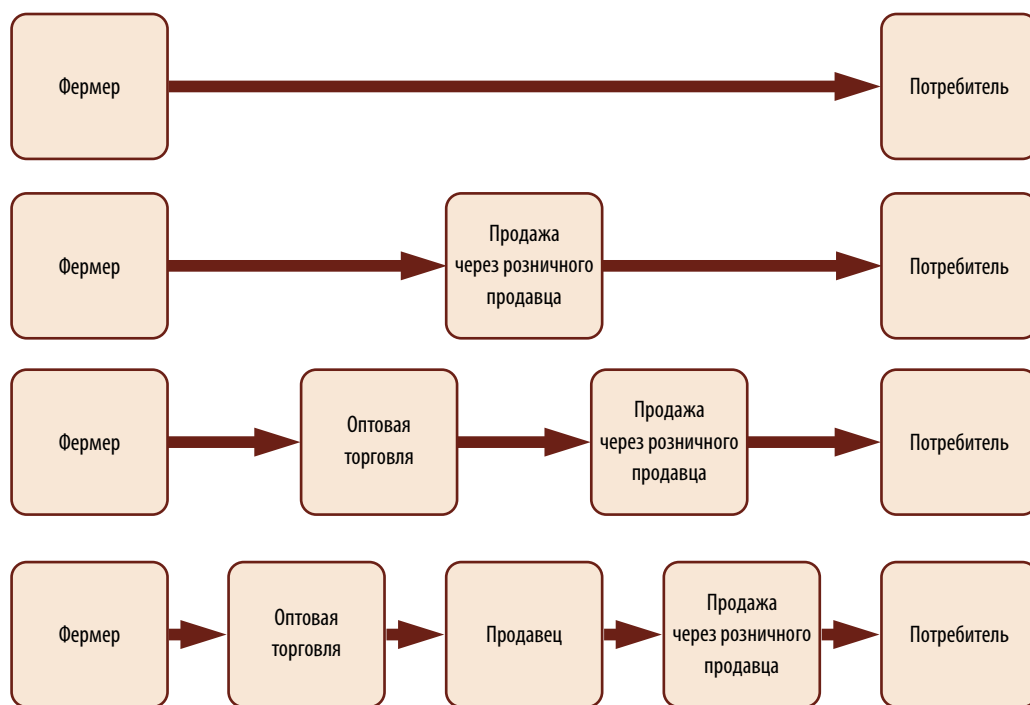 Фермер
Потребитель
Фермер
Продажа
через розничного
продавца
Потребитель
Фермер
Оптовая
торговля
Продажа
через розничного
продавца
Потребитель
Фермер
Оптовая
торговля
Продавец
Продажа
через розничного
продавца
Потребитель